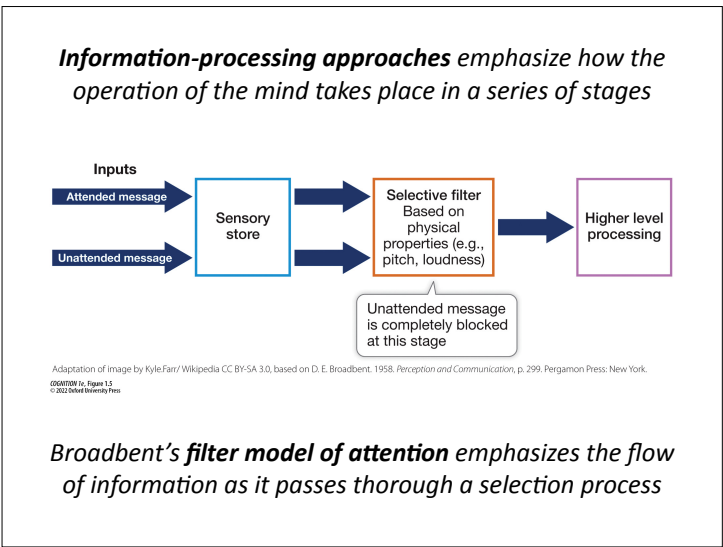 Information-processing approaches emphasize how the
operation of the mind takes place in a series of stages
Inputs
Attended message
Unattended message
Sensory
store
Selective filter
Based on
physical
properties (e.g.,
pitch, loudness)
Higher level
processing
Unattended message
is completely blocked
at this stage
Adaptation of image by Kyle.Farr/ Wikipedia CC BY-SA 3.0, based on D. E. Broadbent. 1958. Perception and Communication, p. 299. Pergamon Press: New York.
COGNITION 1e, Figure 1.5
© 2022 Oxford University Press
Broadbent’s filter model of attention emphasizes the flow
of information as it passes thorough a selection process